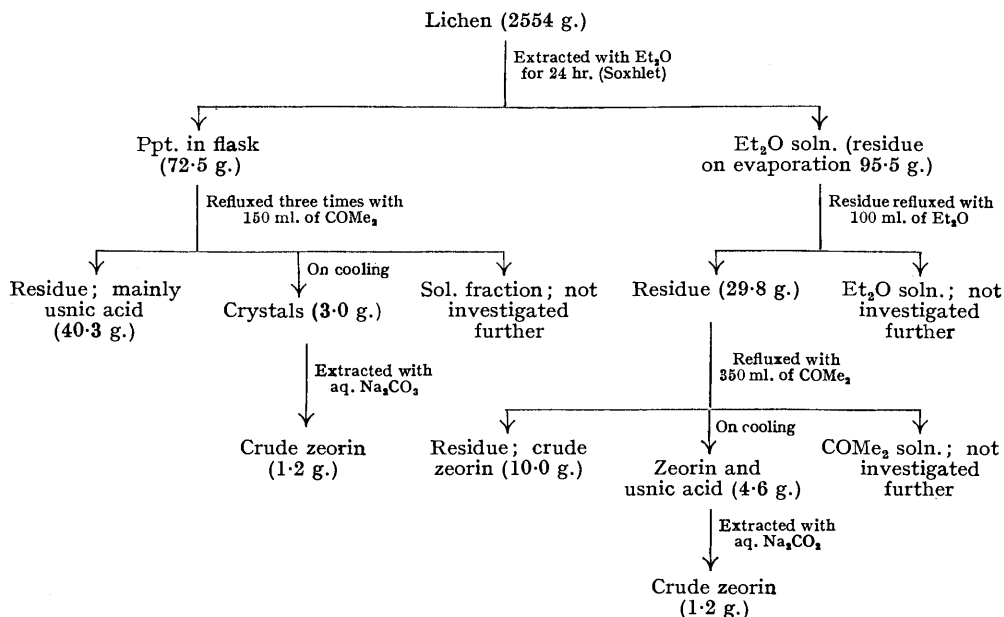 Lichen (2554 g.)
Extracted with Et₂O
for 24 hr. (Soxhlet)
Ppt. in flask
(72·5 g.)
Et₂O soln. (residue
on evaporation 95·5 g.)
Refluxed three times with
150 ml. of COMe₂
Residue refluxed with
100 ml. of Et₂O
Residue; mainly
usnic acid
(40·3 g.)
On cooling
Crystals (3·0 g.)
Sol. fraction; not
investigated
further
Residue (29·8 g.)
Et₂O soln.; not
investigated
further
Extracted with
aq. Na₂CO₃
Crude zeorin
(1·2 g.)
Refluxed with
350 ml. of COMe₂
Residue; crude
zeorin (10·0 g.)
On cooling
Zeorin and
usnic acid (4·6 g.)
COMe₂ soln.; not
investigated
further
Extracted with
aq. Na₂CO₃
Crude zeorin
(1·2 g.)